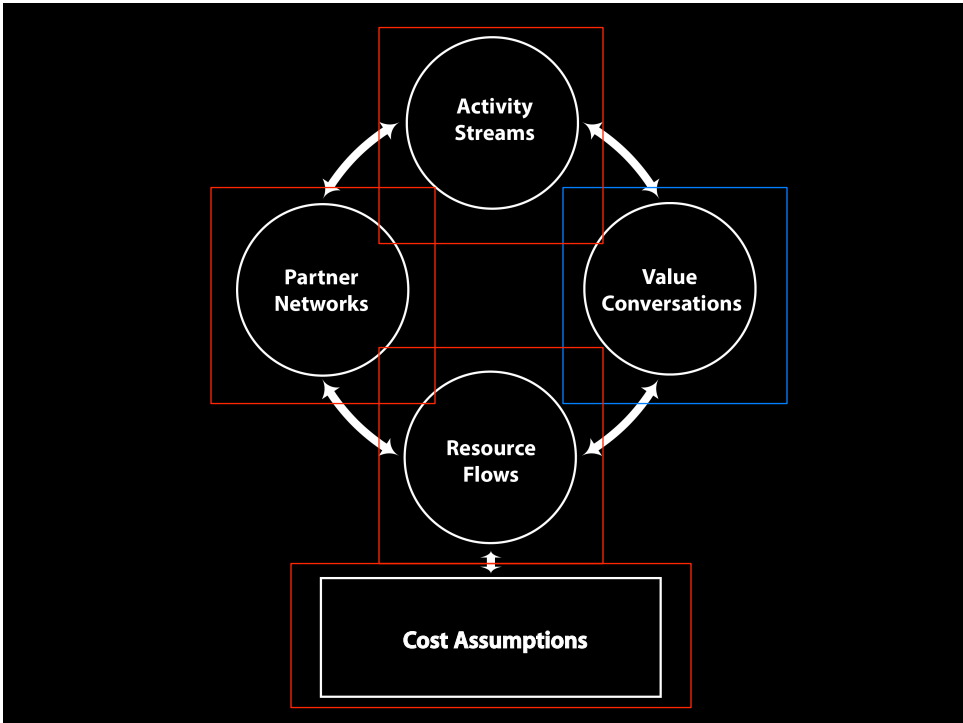 Activity
Streams
Partner
Networks
Value
Conversations
Resource
Flows
Cost Assumptions